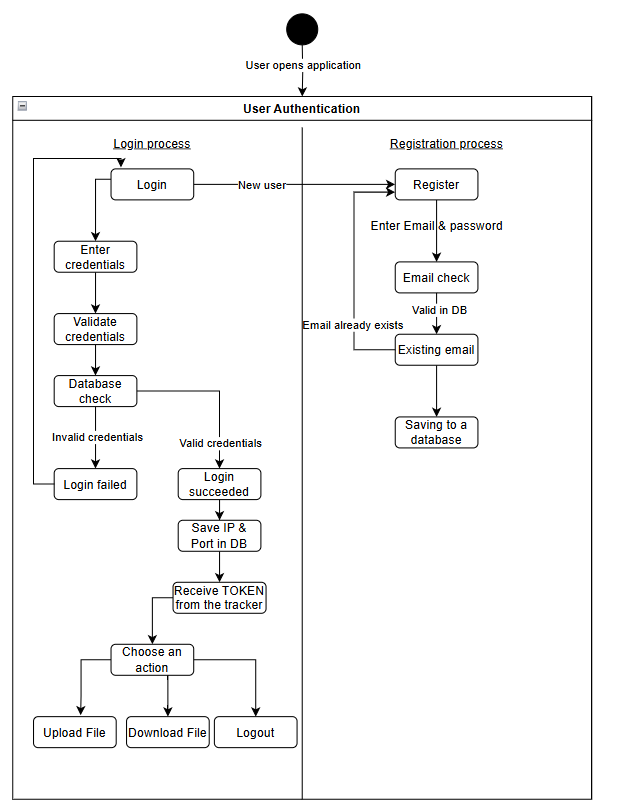 User opens application
User Authentication
Login process
Login
New user
Enter
credentials
Validate
credentials
Database
check
Invalid credentials
Valid credentials
Login failed
Login
succeeded
Save IP &
Port in DB
Receive TOKEN
from the tracker
Choose an
action
Upload File
Download File
Logout
Registration process
Register
Enter Email & password
Email check
Valid in DB
Email already exists
Existing email
Saving to a
database